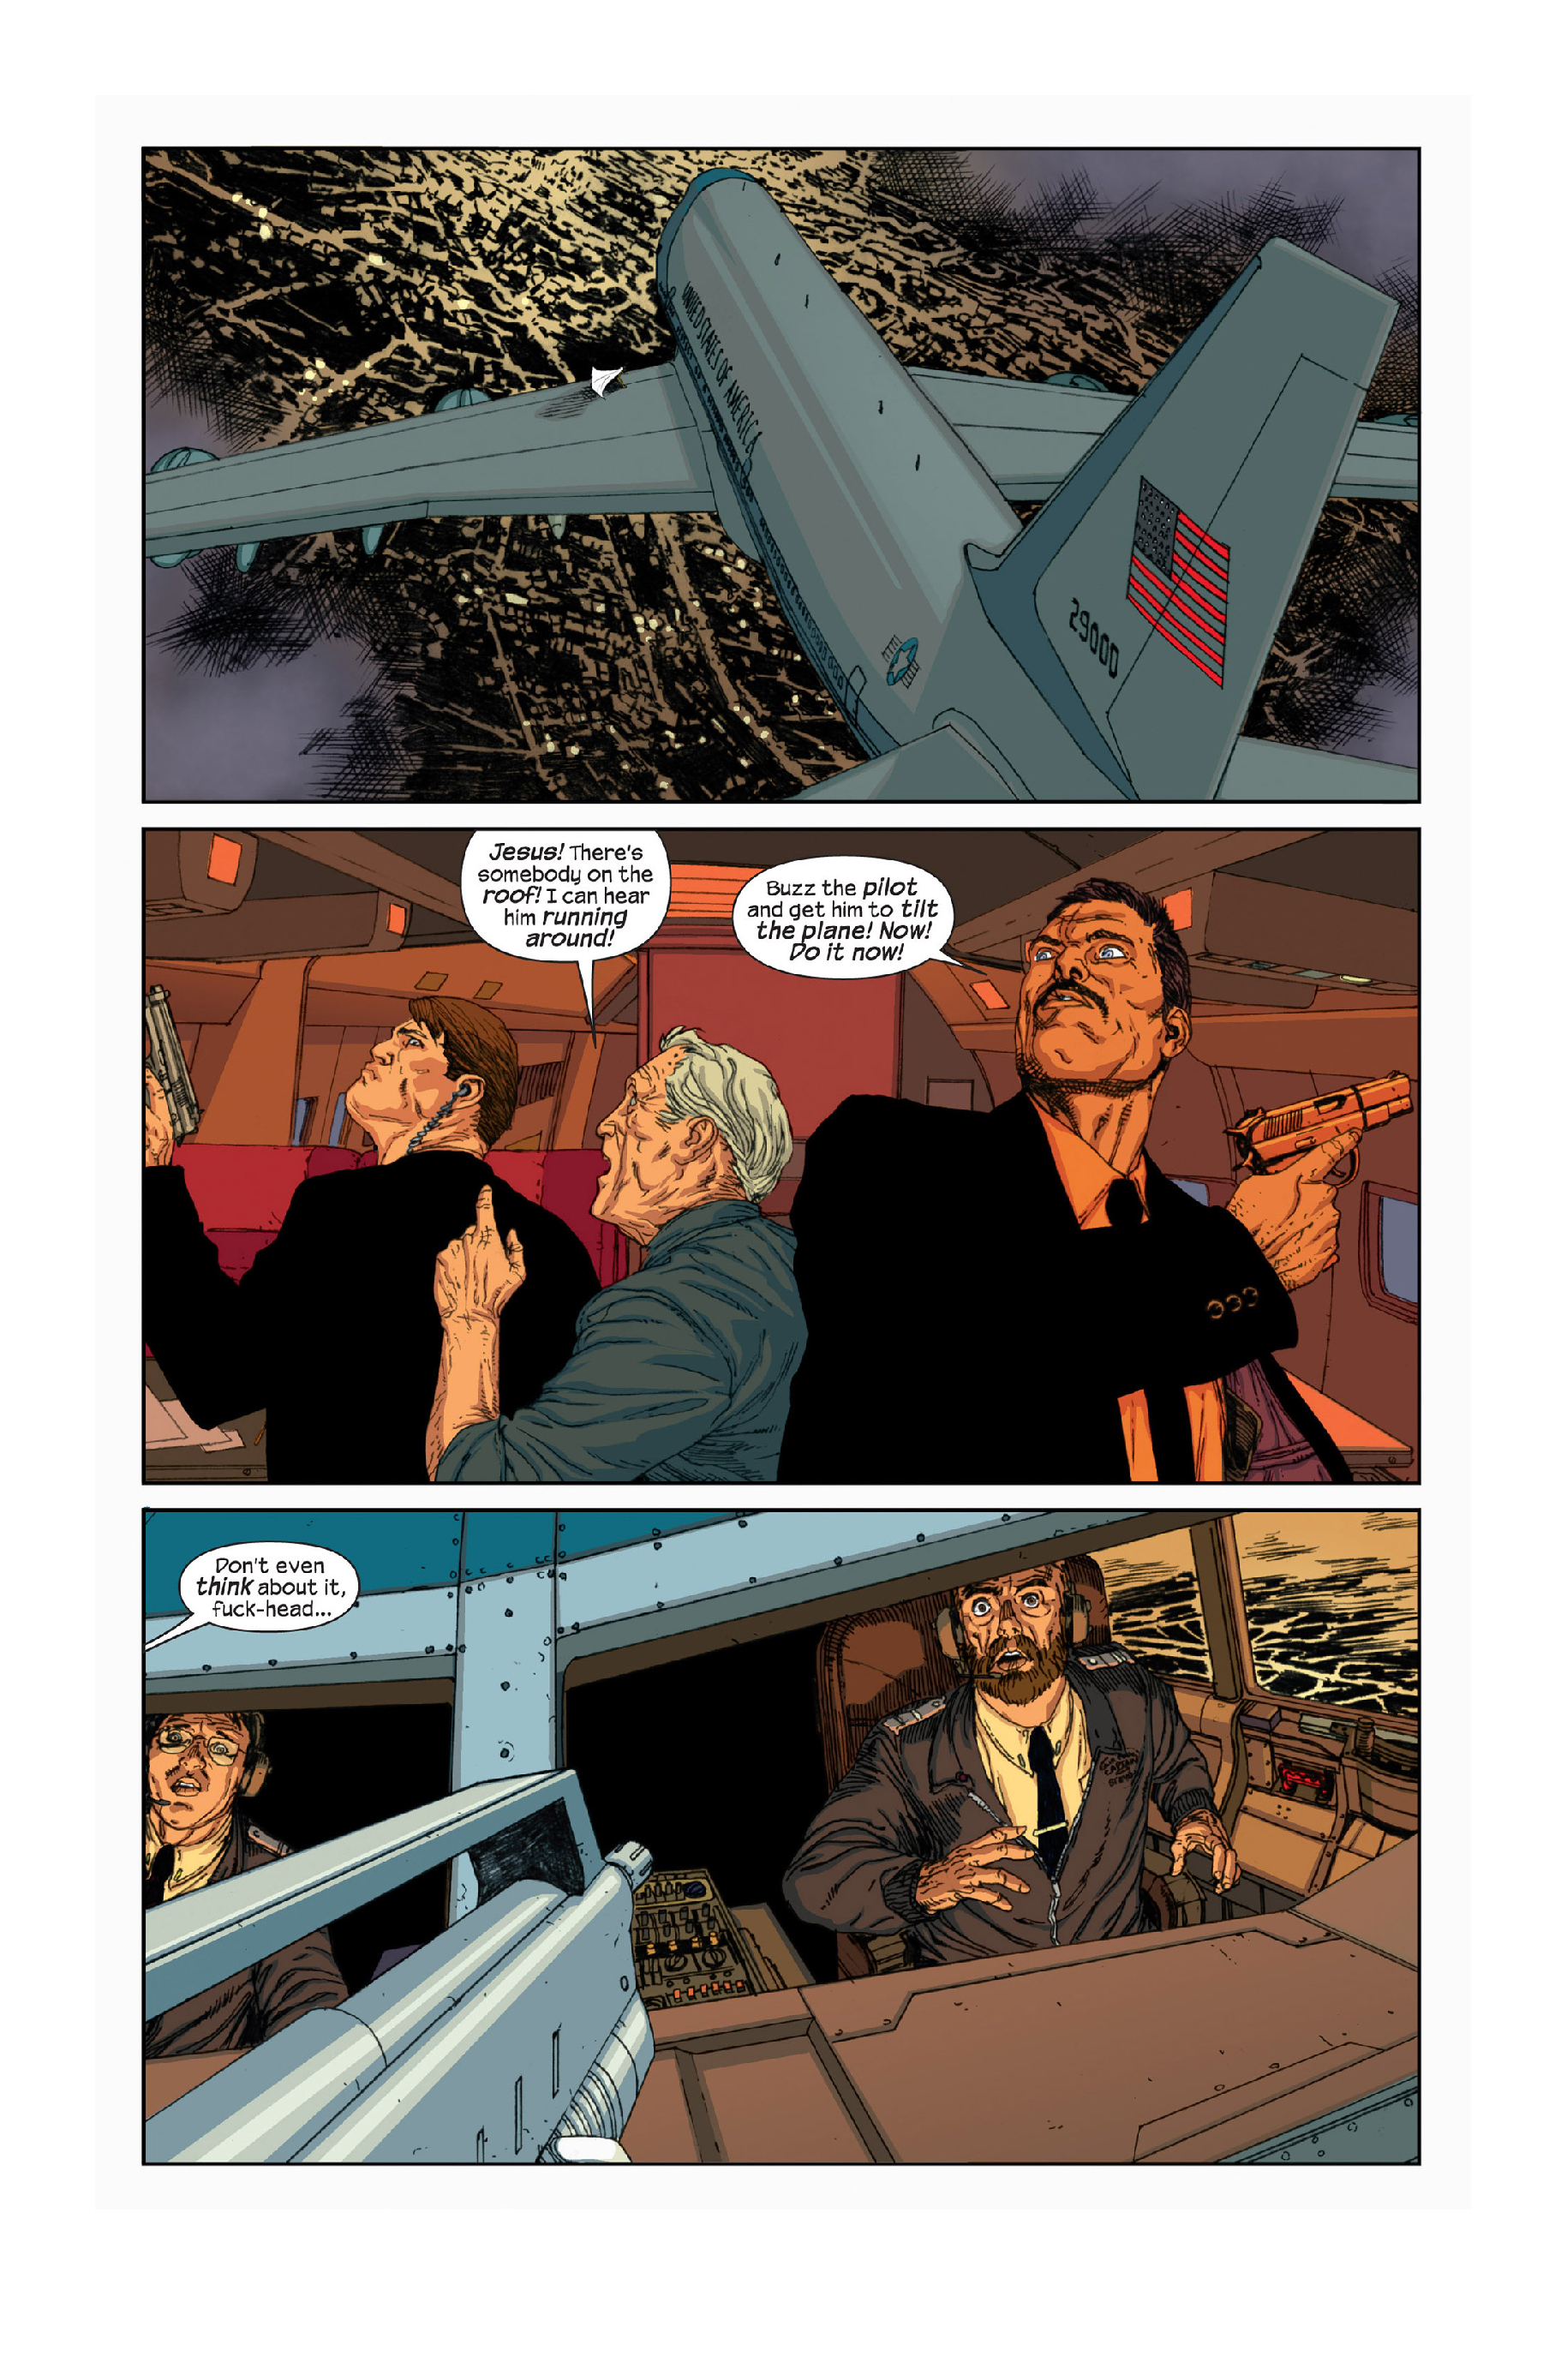 UNITED STATES OF AMERICA
29000
Jesus! There's
somebody on the
roof! I can hear
him running
around!
Buzz the pilot
and get him to tilt
the plane! Now!
Do it now!
Don't even
think about it,
fuck-head...